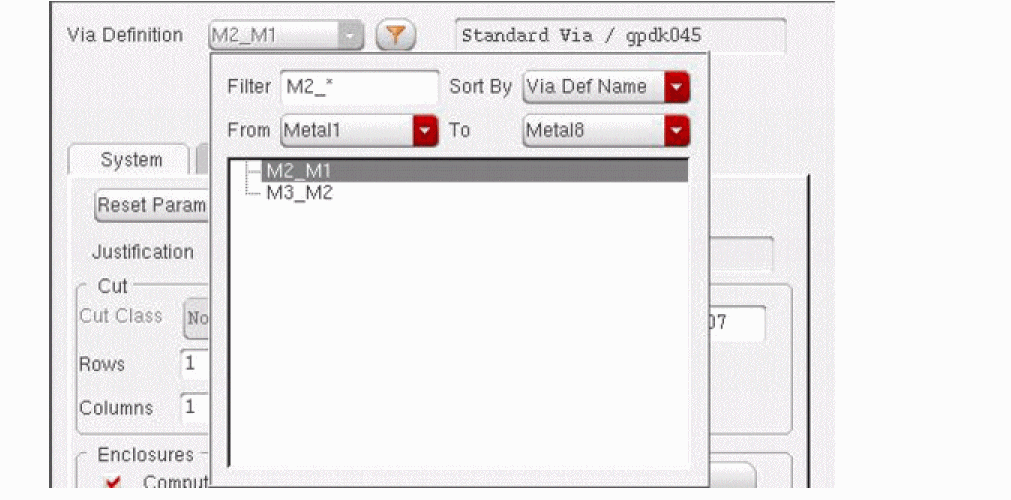 Via Definition M2_M1 Standard Via / gpdk045
Filter M2_* Sort By Via Def Name
From Metal1 To Metal8
System
M2_M1
M3_M2
Reset Param
Justification
Cut
Cut Class No 07
Rows 1
Columns 1
Enclosures
Comput